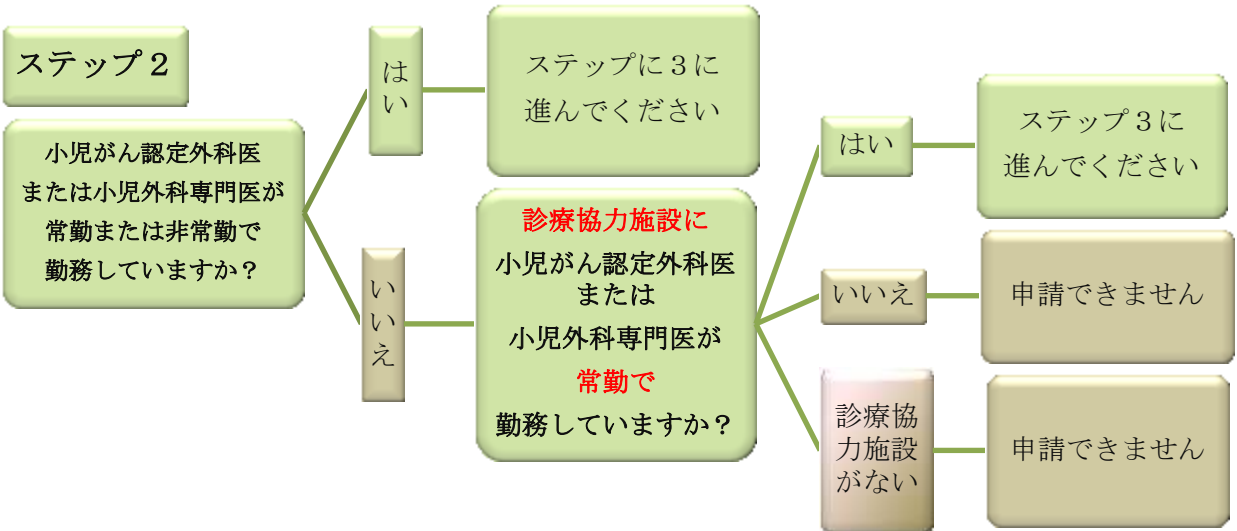 ステップ２
小児がん認定外科医
または小児外科専門医が
常勤または非常勤で
勤務していますか？
はい
ステップに３に
進んでください
いいえ
診療協力施設に
小児がん認定外科医
または
小児外科専門医が
常勤で
勤務していますか？
はい
ステップ３に
進んでください
いいえ
申請できません
診療協
力施設
がない
申請できません